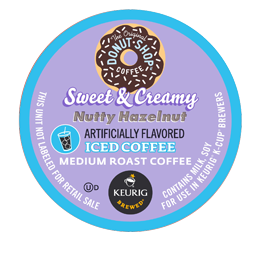 The Original
DONUT SHOP
COFFEE
Sweet & Creamy
Nutty Hazelnut
ARTIFICIALLY FLAVORED
ICED COFFEE
MEDIUM ROAST COFFEE
THIS UNIT NOT LABELED FOR RETAIL SALE
CONTAINS MILK, SOY
FOR USE IN KEURIG K-CUP BREWERS
U D
KEURIG
BREWED